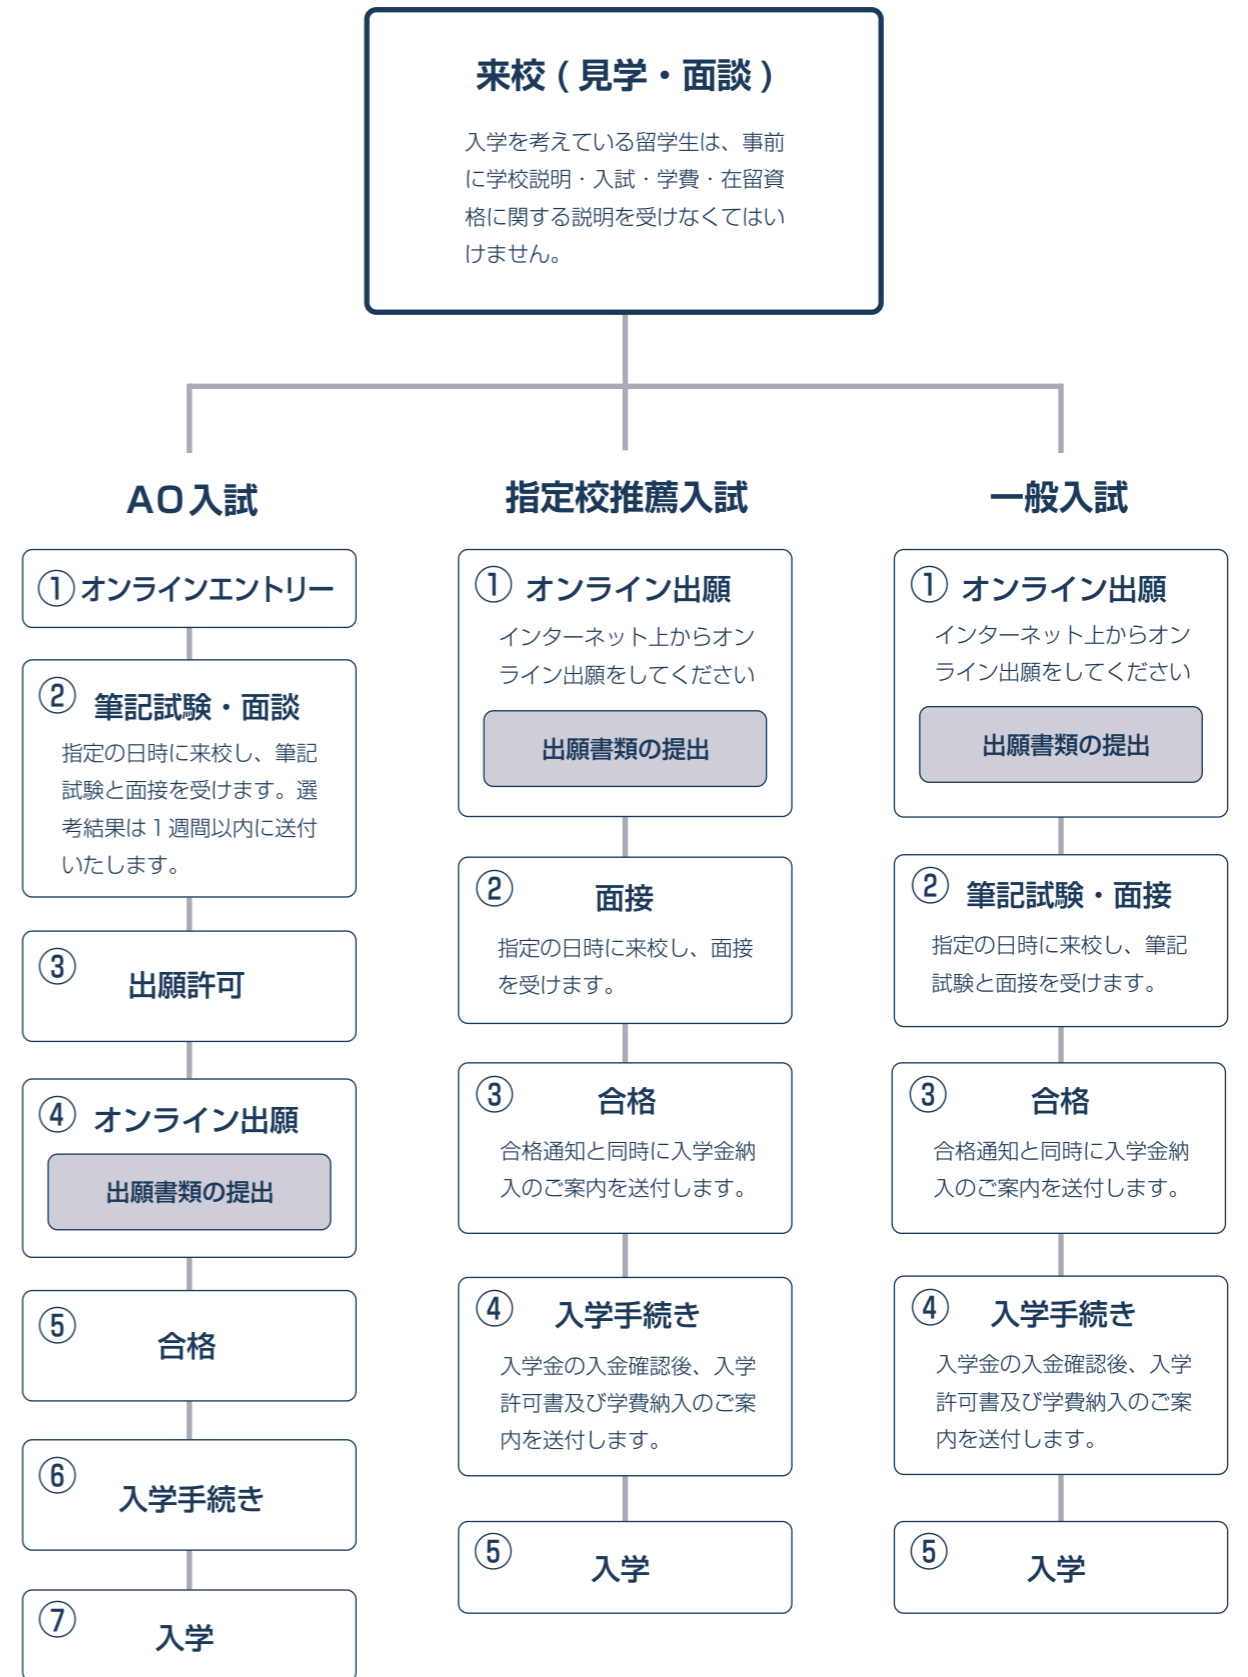 来校 ( 見学・面談 )
入学を考えている留学生は、事前
に学校説明・入試・学費・在留資
格に関する説明を受けなくてはい
けません。
AO入試
①オンラインエントリー
② 筆記試験・面談
指定の日時に来校し、筆記
試験と面接を受けます。選
考結果は1週間以内に送付
いたします。
③ 出願許可
④ オンライン出願
出願書類の提出
⑤ 合格
⑥ 入学手続き
⑦ 入学
指定校推薦入試
① オンライン出願
インターネット上からオン
ライン出願をしてください
出願書類の提出
② 面接
指定の日時に来校し、面接
を受けます。
③ 合格
合格通知と同時に入学金納
入のご案内を送付します。
④ 入学手続き
入学金の入金確認後、入学
許可書及び学費納入のご案
内を送付します。
⑤ 入学
一般入試
① オンライン出願
インターネット上からオン
ライン出願をしてください
出願書類の提出
② 筆記試験・面接
指定の日時に来校し、筆記
試験と面接を受けます。
③ 合格
合格通知と同時に入学金納
入のご案内を送付します。
④ 入学手続き
入学金の入金確認後、入学
許可書及び学費納入のご案
内を送付します。
⑤ 入学